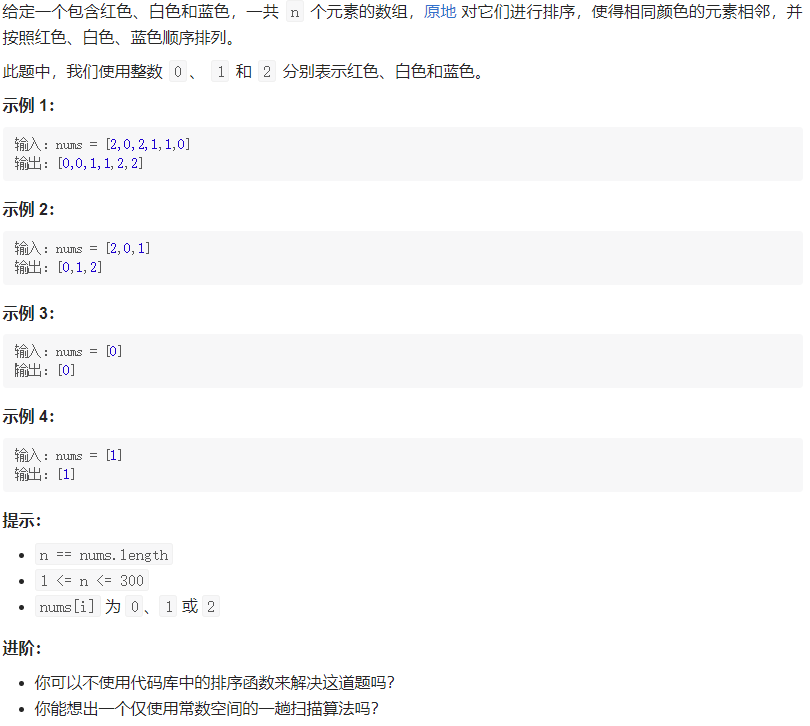 给定一个包含红色、白色和蓝色，一共 n 个元素的数组，原地 对它们进行排序，使得相同颜色的元素相邻，并
按照红色、白色、蓝色顺序排列。
此题中，我们使用整数 0、 1 和 2 分别表示红色、白色和蓝色。
示例 1：
输入：nums = [2,0,2,1,1,0]
输出：[0,0,1,1,2,2]
示例 2：
输入：nums = [2,0,1]
输出：[0,1,2]
示例 3：
输入：nums = [0]
输出：[0]
示例 4：
输入：nums = [1]
输出：[1]
提示：
• n == nums.length
• 1 <= n <= 300
• nums[i] 为 0、1 或 2
进阶：
• 你可以不使用代码库中的排序函数来解决这道题吗？
• 你能想出一个仅使用常数空间的一趟扫描算法吗？